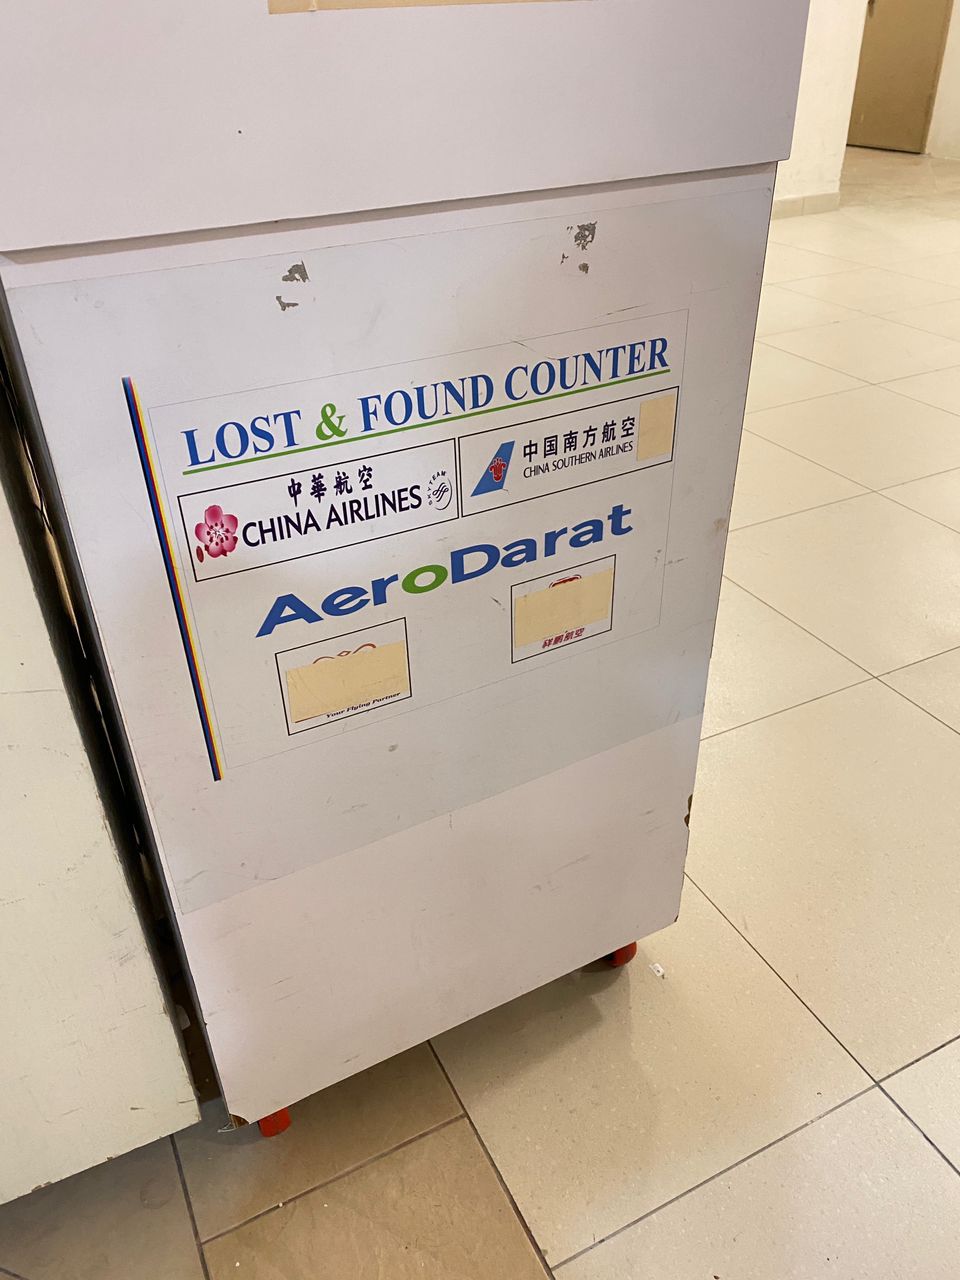 LOST & FOUND COUNTER
中華航空
CHINA AIRLINES
SKYTEAM
中国南方航空
CHINA SOUTHERN AIRLINES
AeroDarat
Your Flying Partner
祥鹏航空